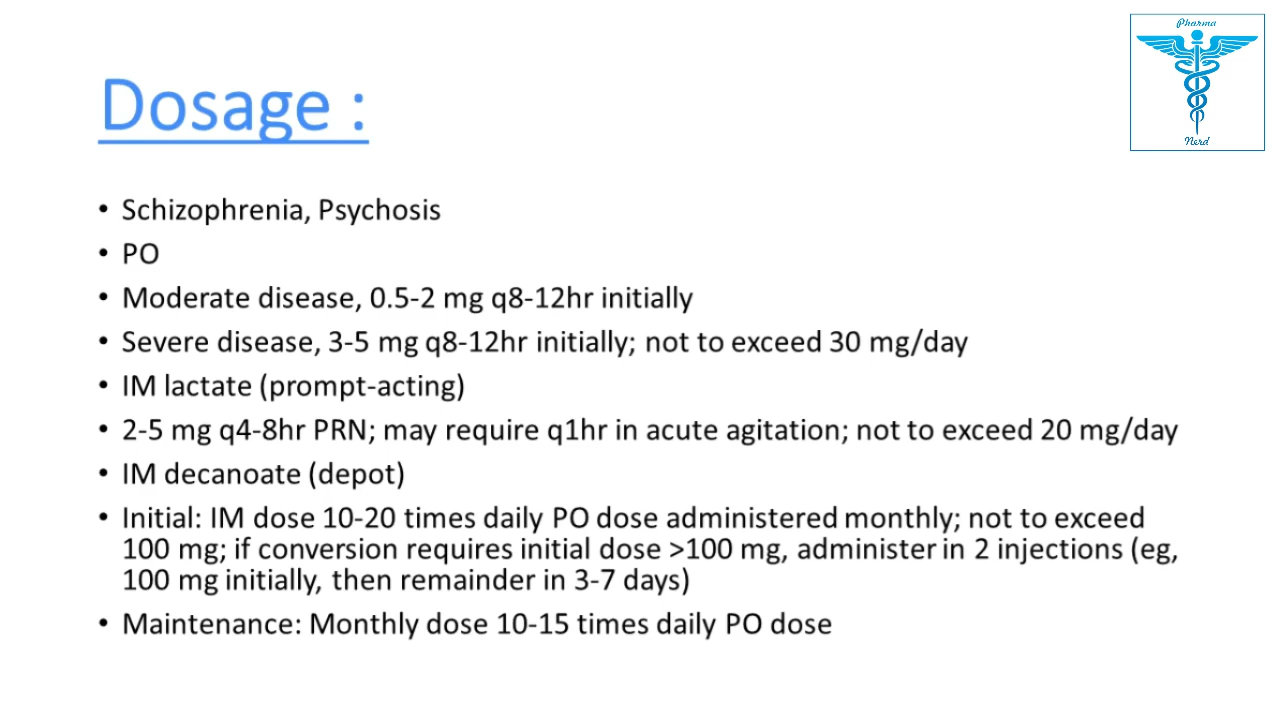 Pharma
Nerd
Dosage :
• Schizophrenia, Psychosis
• PO
• Moderate disease, 0.5-2 mg q8-12hr initially
• Severe disease, 3-5 mg q8-12hr initially; not to exceed 30 mg/day
• IM lactate (prompt-acting)
• 2-5 mg q4-8hr PRN; may require q1hr in acute agitation; not to exceed 20 mg/day
• IM decanoate (depot)
• Initial: IM dose 10-20 times daily PO dose administered monthly; not to exceed
100 mg; if conversion requires initial dose >100 mg, administer in 2 injections (eg,
100 mg initially, then remainder in 3-7 days)
• Maintenance: Monthly dose 10-15 times daily PO dose